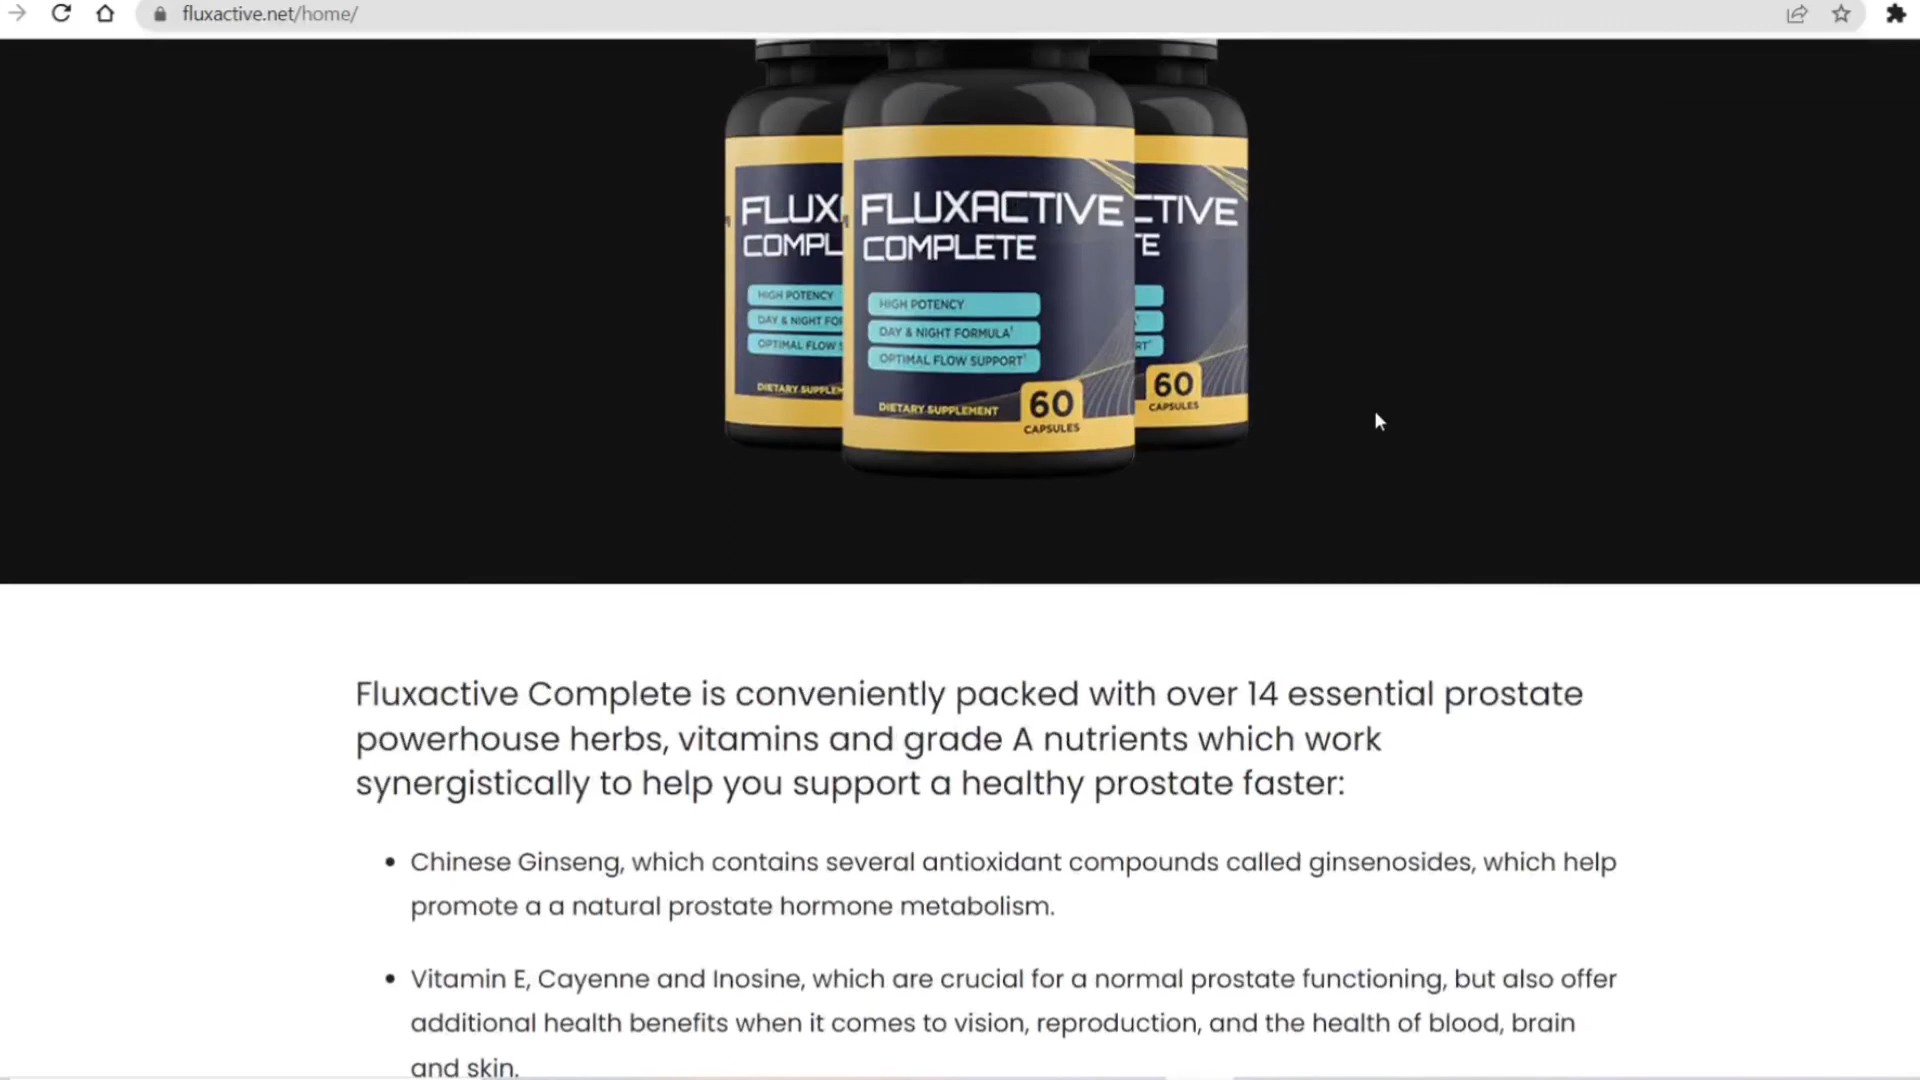 fluxactive.net/home/
FLUXACTIVE
COMPLETE
HIGH POTENCY
DAY & NIGHT FORMULA†
OPTIMAL FLOW SUPPORT†
DIETARY SUPPLEMENT
60
CAPSULES
FLUX
COMPL
HIGH POTENCY
DAY & NIGHT FO
OPTIMAL FLOW
DIETARY SUPPLEM
CTIVE
TE
RT†
60
CAPSULES
Fluxactive Complete is conveniently packed with over 14 essential prostate
powerhouse herbs, vitamins and grade A nutrients which work
synergistically to help you support a healthy prostate faster:
• Chinese Ginseng, which contains several antioxidant compounds called ginsenosides, which help
promote a a natural prostate hormone metabolism.
• Vitamin E, Cayenne and Inosine, which are crucial for a normal prostate functioning, but also offer
additional health benefits when it comes to vision, reproduction, and the health of blood, brain
and skin.